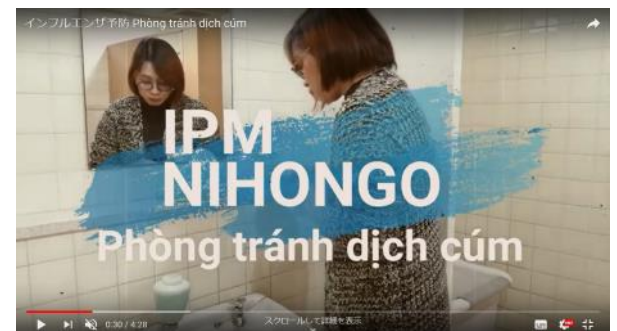 インフルエンザ予防 Phòng tránh dịch cúm
IPM
NIHONGO
Phòng tránh dịch cúm
0:30 / 4:28
スクロールして詳細を表示